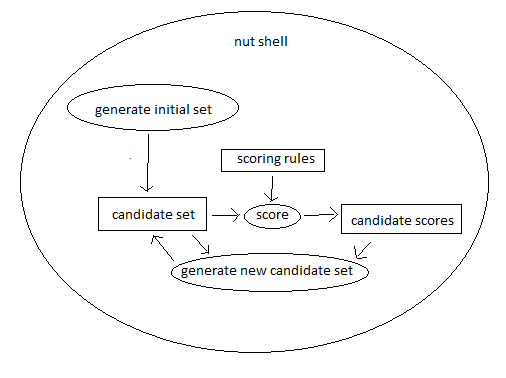 nut shell
generate initial set
scoring rules
candidate set
score
candidate scores
generate new candidate set